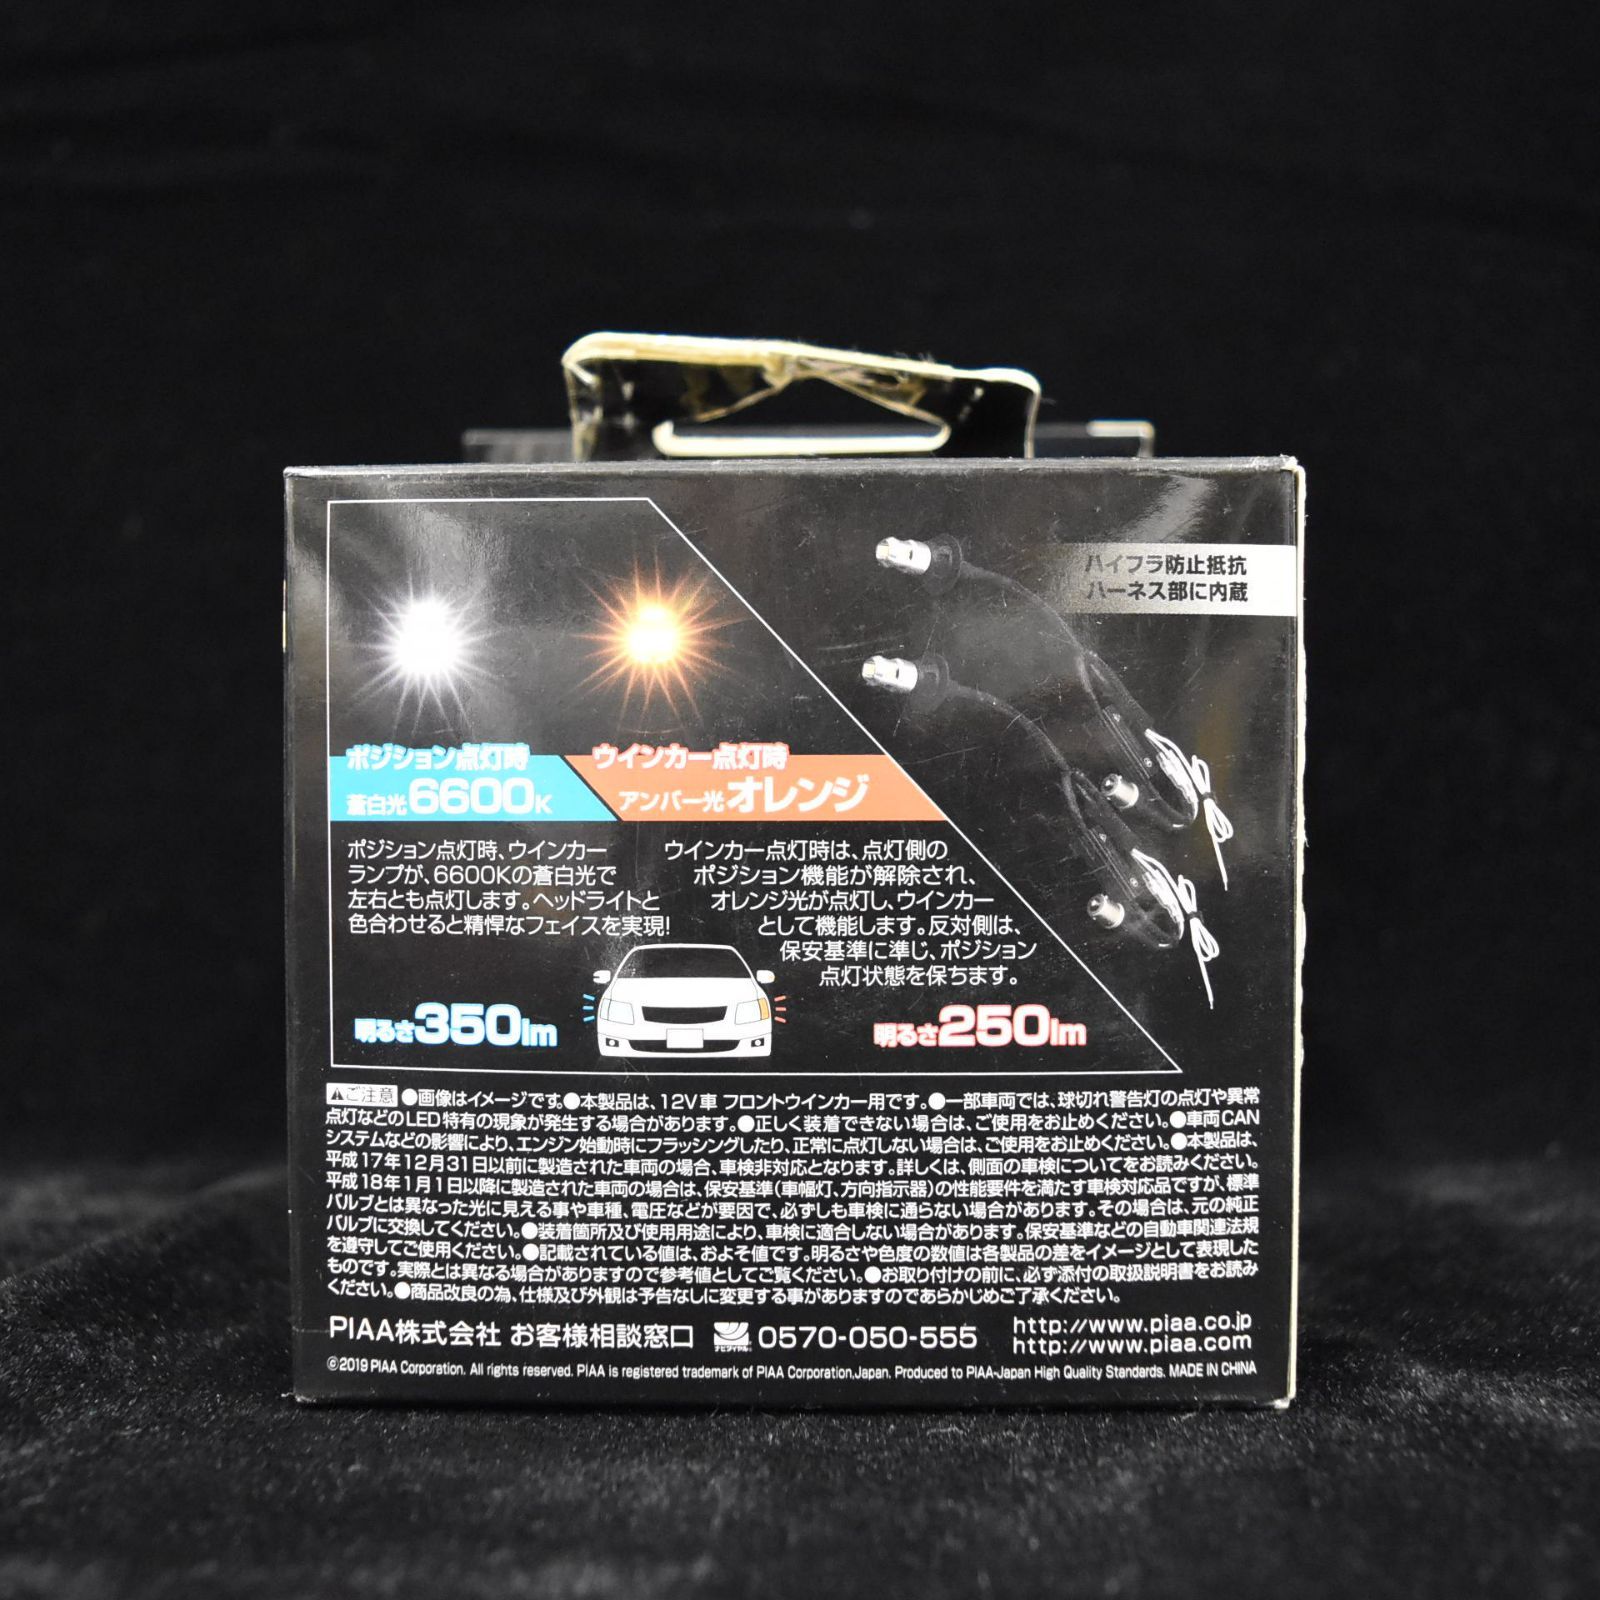 ハイフラ防止抵抗
ハーネス部に内蔵
ポジション点灯時
蒼白光6600K
ウインカー点灯時
アンバー光オレンジ
ポジション点灯時、ウインカー
ランプが、6600Kの蒼白光で
左右とも点灯します。ヘッドライトと
色合わせると精悍なフェイスを実現!
ウインカー点灯時は、点灯側の
ポジション機能が解除され、
オレンジ光が点灯し、ウインカー
として機能します。反対側は、
保安基準に準じ、ポジション
点灯状態を保ちます。
明るさ350lm
明るさ250lm
⚠ご注意 ●画像はイメージです。●本製品は、12V車 フロントウインカー用です。●一部車両では、球切れ警告灯の点灯や異常
点灯などのLED特有の現象が発生する場合があります。●正しく装着できない場合は、ご使用をお止めください。●車両CAN
システムなどの影響により、エンジン始動時にフラッシングしたり、正常に点灯しない場合は、ご使用をお止めください。●本製品は、
平成17年12月31日以前に製造された車両の場合、車検非対応となります。詳しくは、側面の車検についてをお読みください。
平成18年1月1日以降に製造された車両の場合は、保安基準(車幅灯、方向指示器)の性能要件を満たす車検対応品ですが、標準
バルブとは異なった光に見える事や車種、電圧などが要因で、必ずしも車検に通らない場合があります。その場合は、元の純正
バルブに交換してください。●装着箇所及び使用用途により、車検に適合しない場合があります。保安基準などの自動車関連法規
を遵守してご使用ください。●記載されている値は、およそ値です。明るさや色度の数値は各製品の差をイメージとして表現した
ものです。実際とは異なる場合がありますので参考値としてご覧ください。●お取り付けの前に、必ず添付の取扱説明書をお読み
ください。●商品改良の為、仕様及び外観は予告なしに変更する事がありますのであらかじめご了承ください。
PIAA株式会社 お客様相談窓口 ナビダイヤル 0570-050-555
http://www.piaa.co.jp
http://www.piaa.com
©2019 PIAA Corporation. All rights reserved. PIAA is registered trademark of PIAA Corporation,Japan. Produced to PIAA-Japan High Quality Standards. MADE IN CHINA